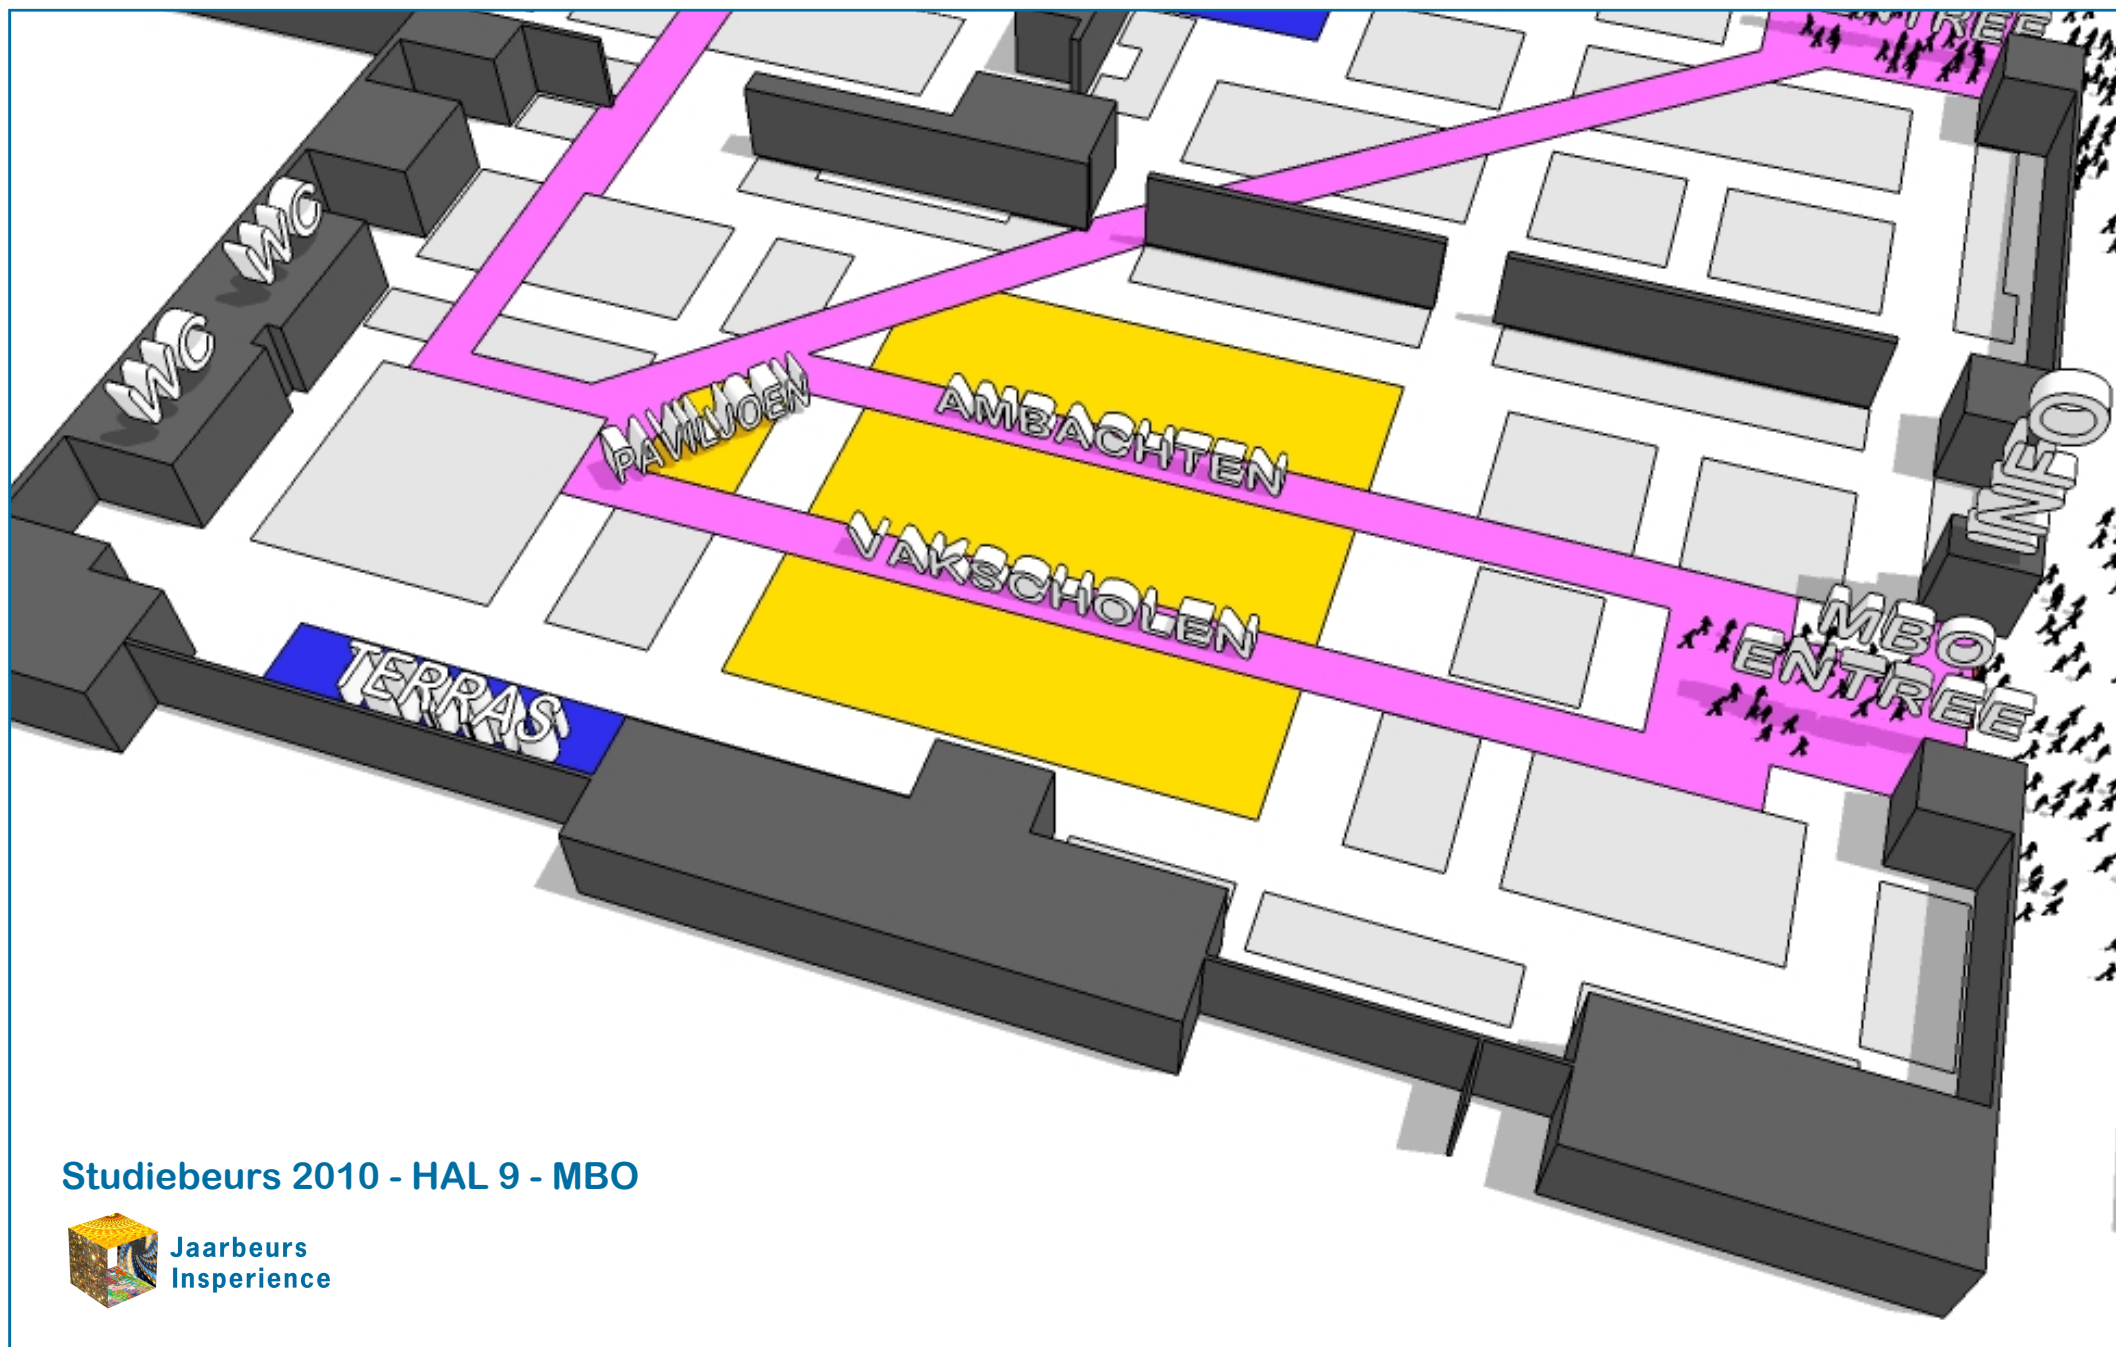 ENTREE
WC
WC
INFO
PAVILJOEN
AMBACHTEN
VAKSCHOLEN
MBO
ENTREE
TERRAS
Studiebeurs 2010 - HAL 9 - MBO
Jaarbeurs
Insperience